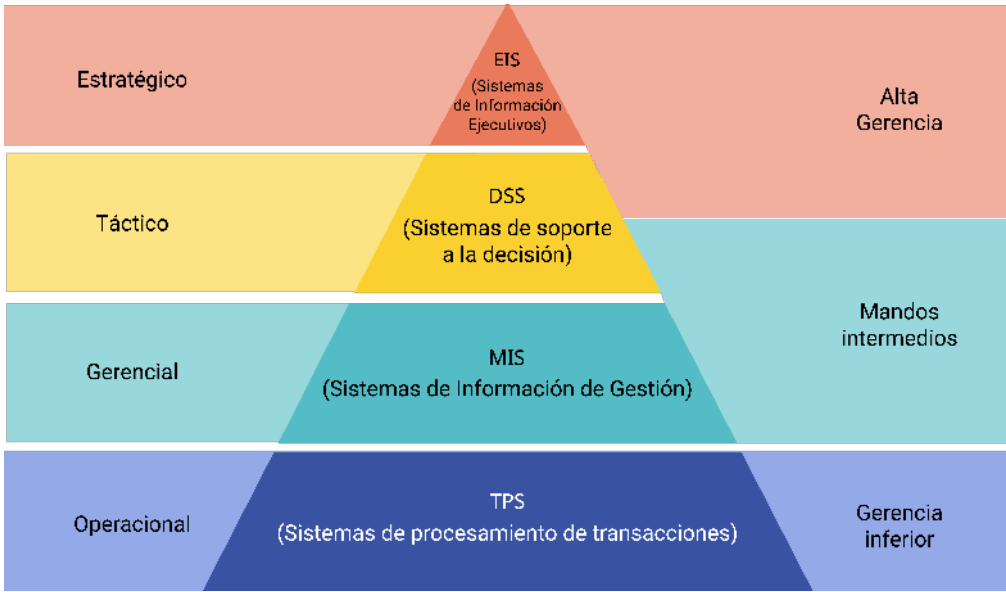 Estratégico
EIS
(Sistemas
de Información
Ejecutivos)
Alta
Gerencia
Táctico
DSS
(Sistemas de soporte
a la decisión)
Mandos
intermedios
Gerencial
MIS
(Sistemas de Información de Gestión)
Operacional
TPS
(Sistemas de procesamiento de transacciones)
Gerencia
inferior